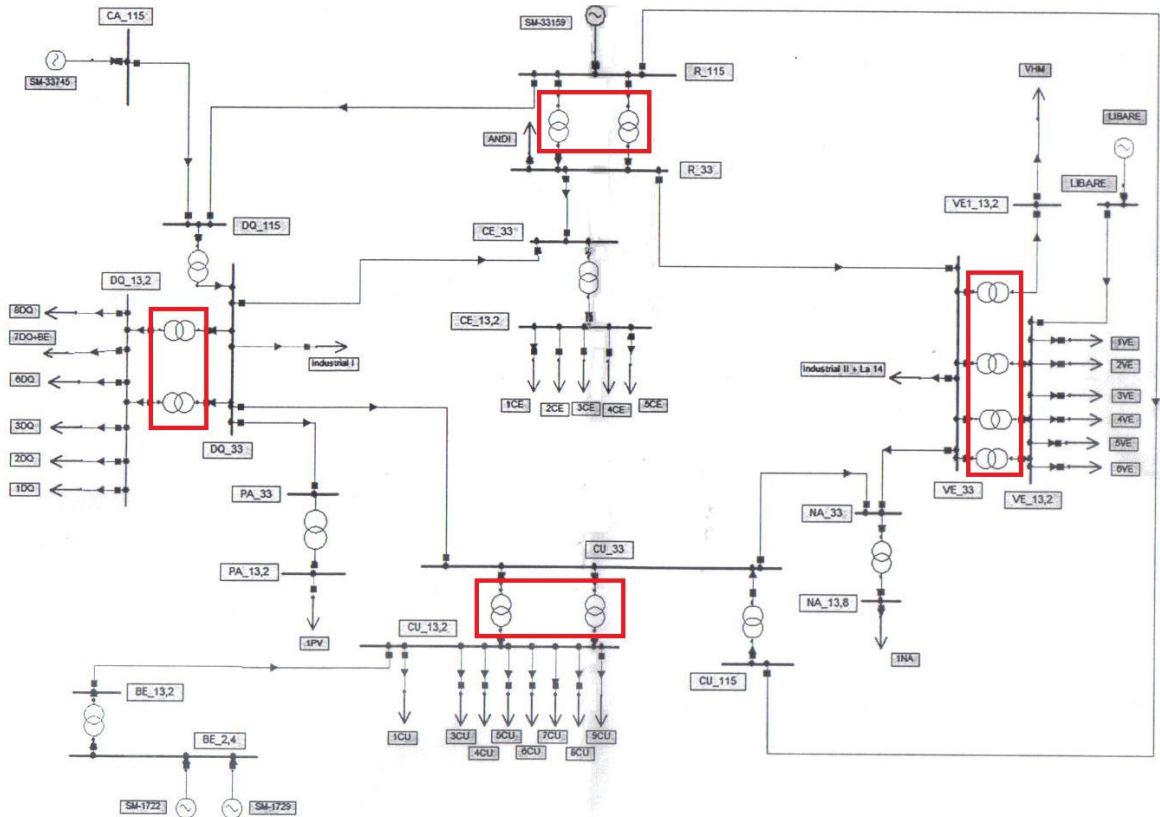 CA_115
SM-33745
SM-33159
R_115
VHM
LIBARE
ANDI
R_33
LIBARE
VE1_13,2
DQ_115
CE_33
DQ_13,2
8DQ
7DQ+BE
6DQ
3DQ
2DQ
1DQ
Industrial I
DQ_33
CE_13,2
1CE
2CE
3CE
4CE
5CE
Industrial II + La 14
1VE
2VE
3VE
4VE
5VE
6VE
VE_33
VE_13,2
PA_33
PA_13,2
1PV
CU_33
NA_33
NA_13,8
1NA
CU_13,2
CU_115
BE_13,2
BE_2,4
1CU
3CU
4CU
5CU
6CU
7CU
8CU
9CU
SM-1722
SM-1729